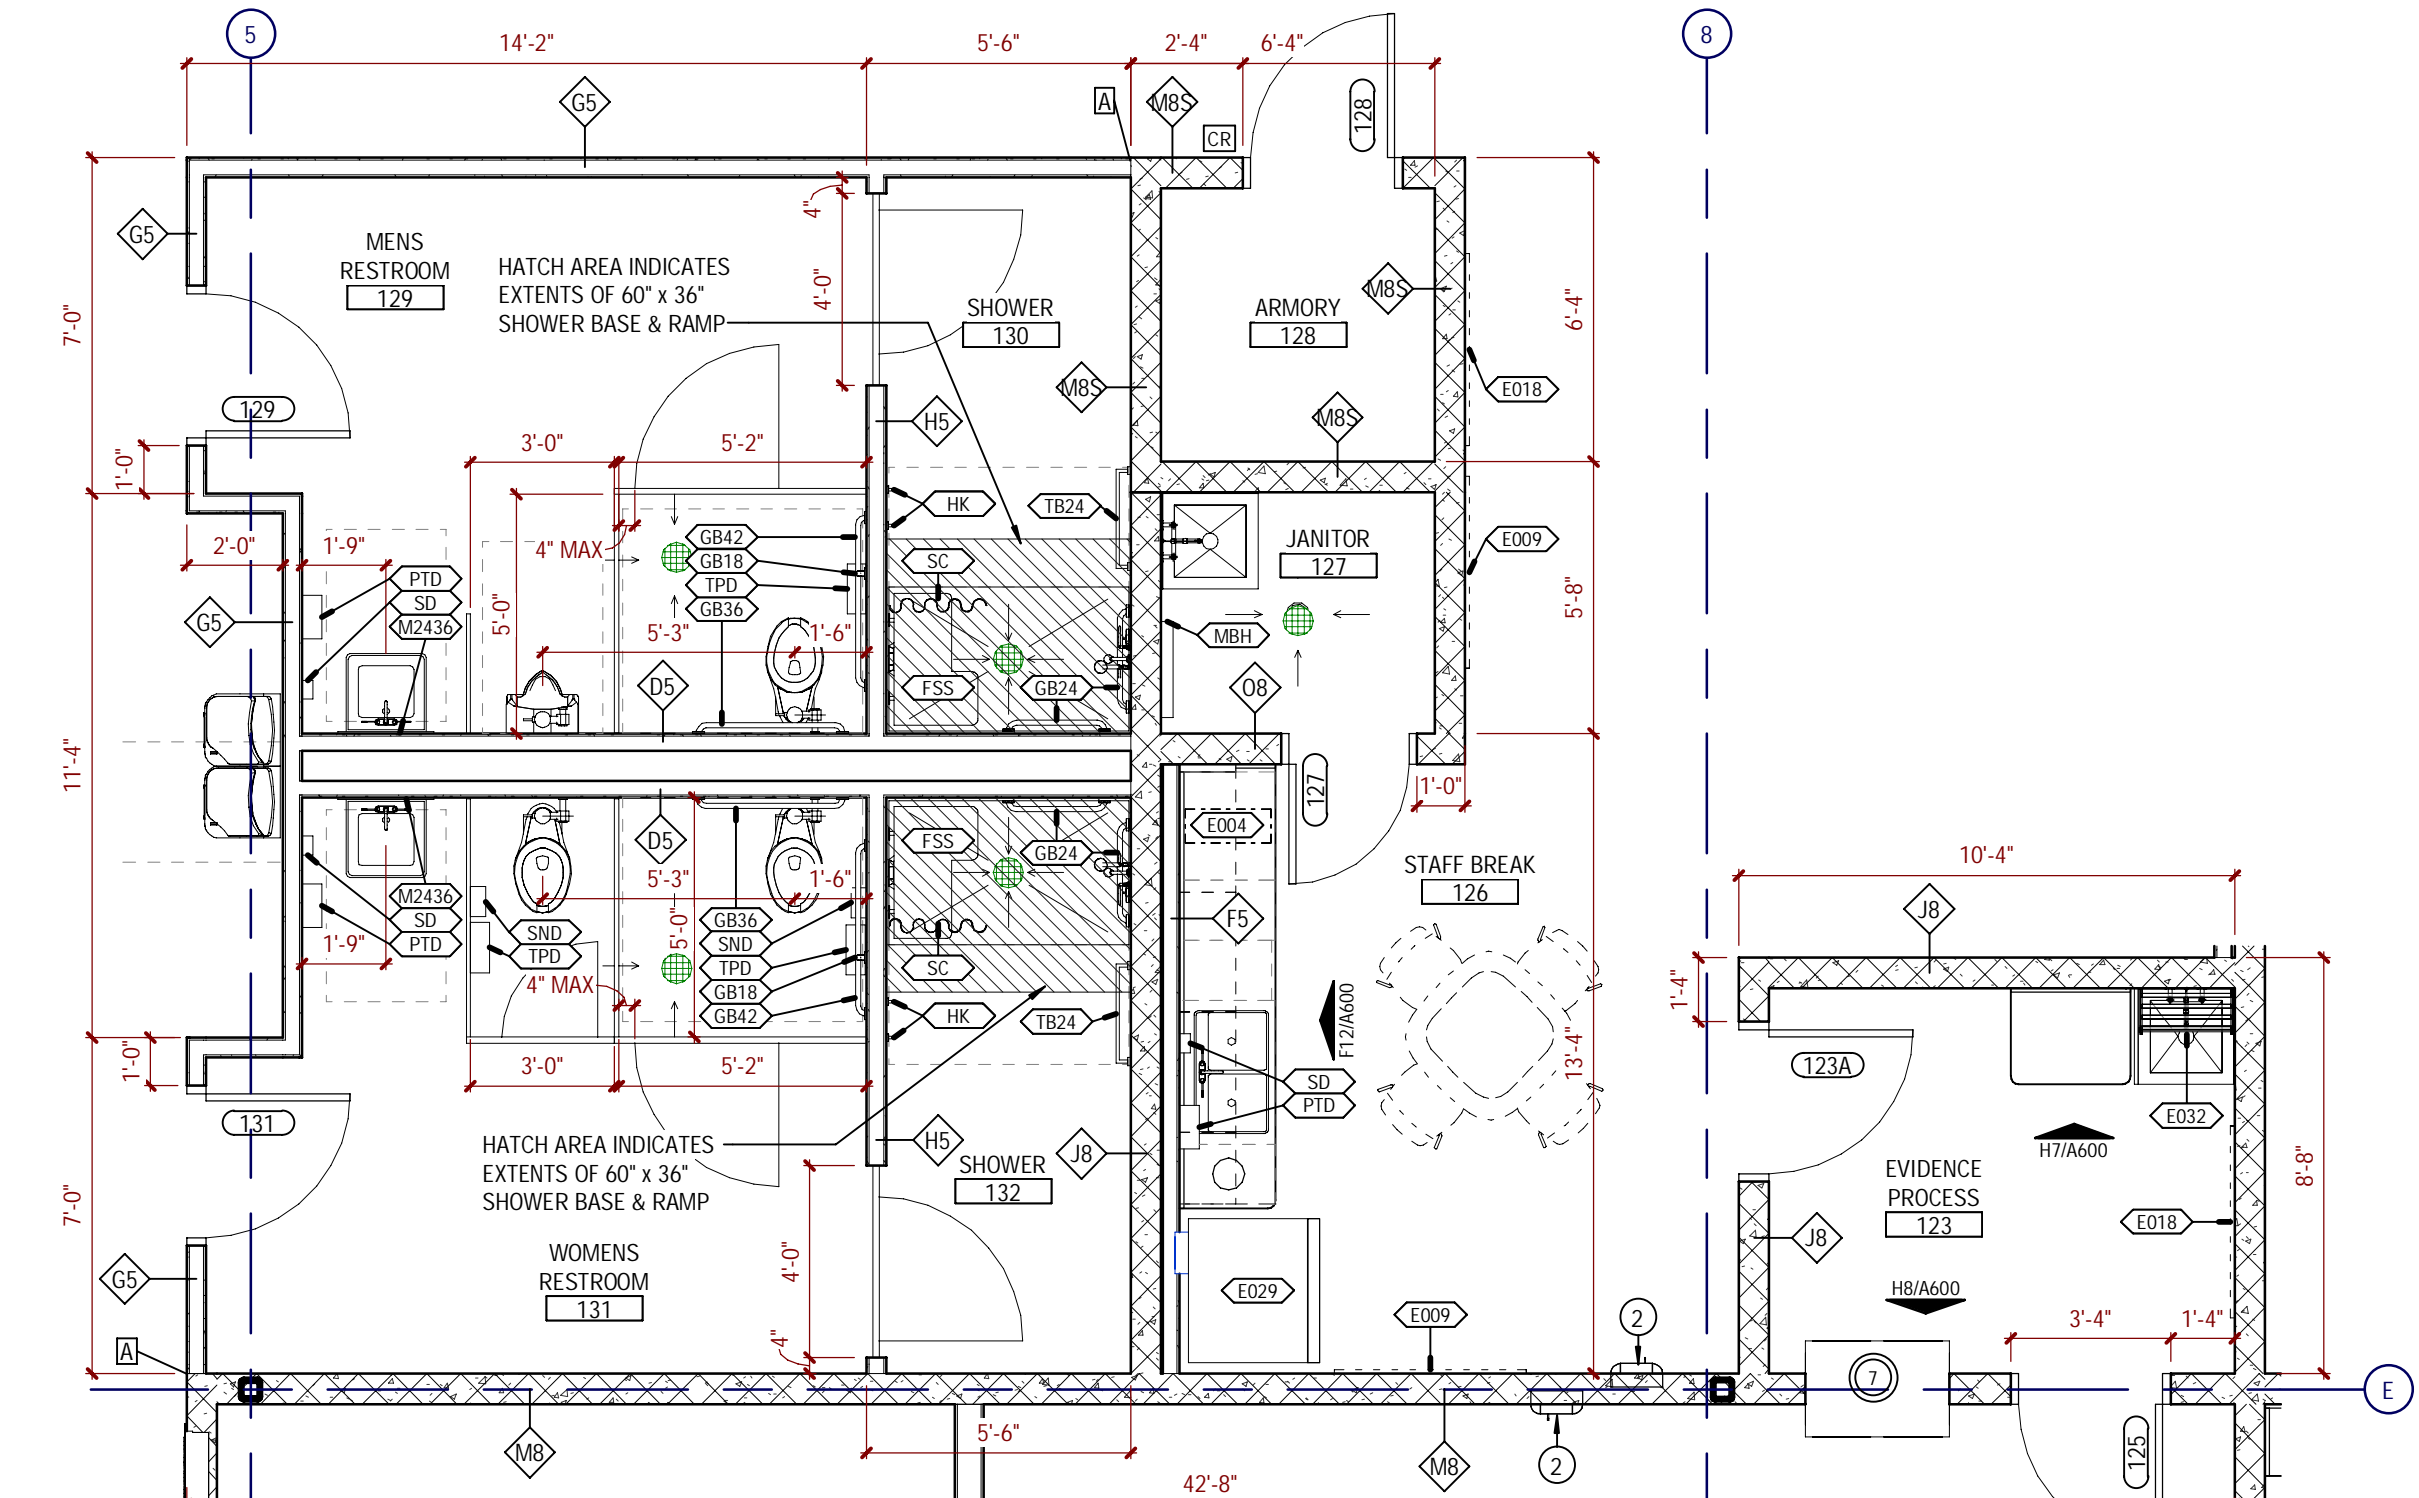 5
8
14'-2"
5'-6"
2'-4"
6'-4"
G5
A
M8S
CR
128
G5
MENS
RESTROOM
129
HATCH AREA INDICATES
EXTENTS OF 60" x 36"
SHOWER BASE & RAMP
4"
4'-0"
SHOWER
130
ARMORY
128
M8S
M8S
M8S
E018
6'-4"
7'-0"
129
1'-0"
3'-0"
5'-2"
H5
HK
TB24
2'-0"
1'-9"
4" MAX
GB42
GB18
TPD
GB36
SC
JANITOR
127
E009
PTD
SD
M2436
G5
5'-0"
5'-3"
1'-6"
MBH
5'-8"
D5
FSS
GB24
O8
11'-4"
127
1'-0"
D5
FSS
GB24
E004
STAFF BREAK
126
10'-4"
M2436
SD
PTD
1'-9"
5'-3"
1'-6"
SND
TPD
5'-0"
GB36
SND
TPD
GB18
GB42
4" MAX
SC
HK
TB24
F5
J8
F12/A600
1'-4"
13'-4"
1'-0"
3'-0"
5'-2"
SD
PTD
123A
E032
H7/A600
131
HATCH AREA INDICATES
EXTENTS OF 60" x 36"
SHOWER BASE & RAMP
H5
SHOWER
132
J8
EVIDENCE
PROCESS
123
E018
8'-8"
7'-0"
G5
WOMENS
RESTROOM
131
4'-0"
4"
J8
E029
E009
2
H8/A600
3'-4"
1'-4"
A
7
E
M8
5'-6"
M8
2
125
42'-8"